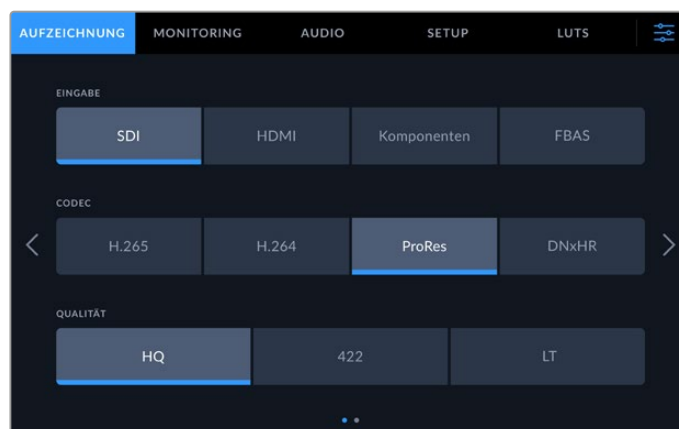 AUFZEICHNUNG MONITORING AUDIO SETUP LUTS
EINGABE
SDI HDMI Komponenten FBAS
CODEC
H.265 H.264 ProRes DNxHR
QUALITÄT
HQ 422 LT